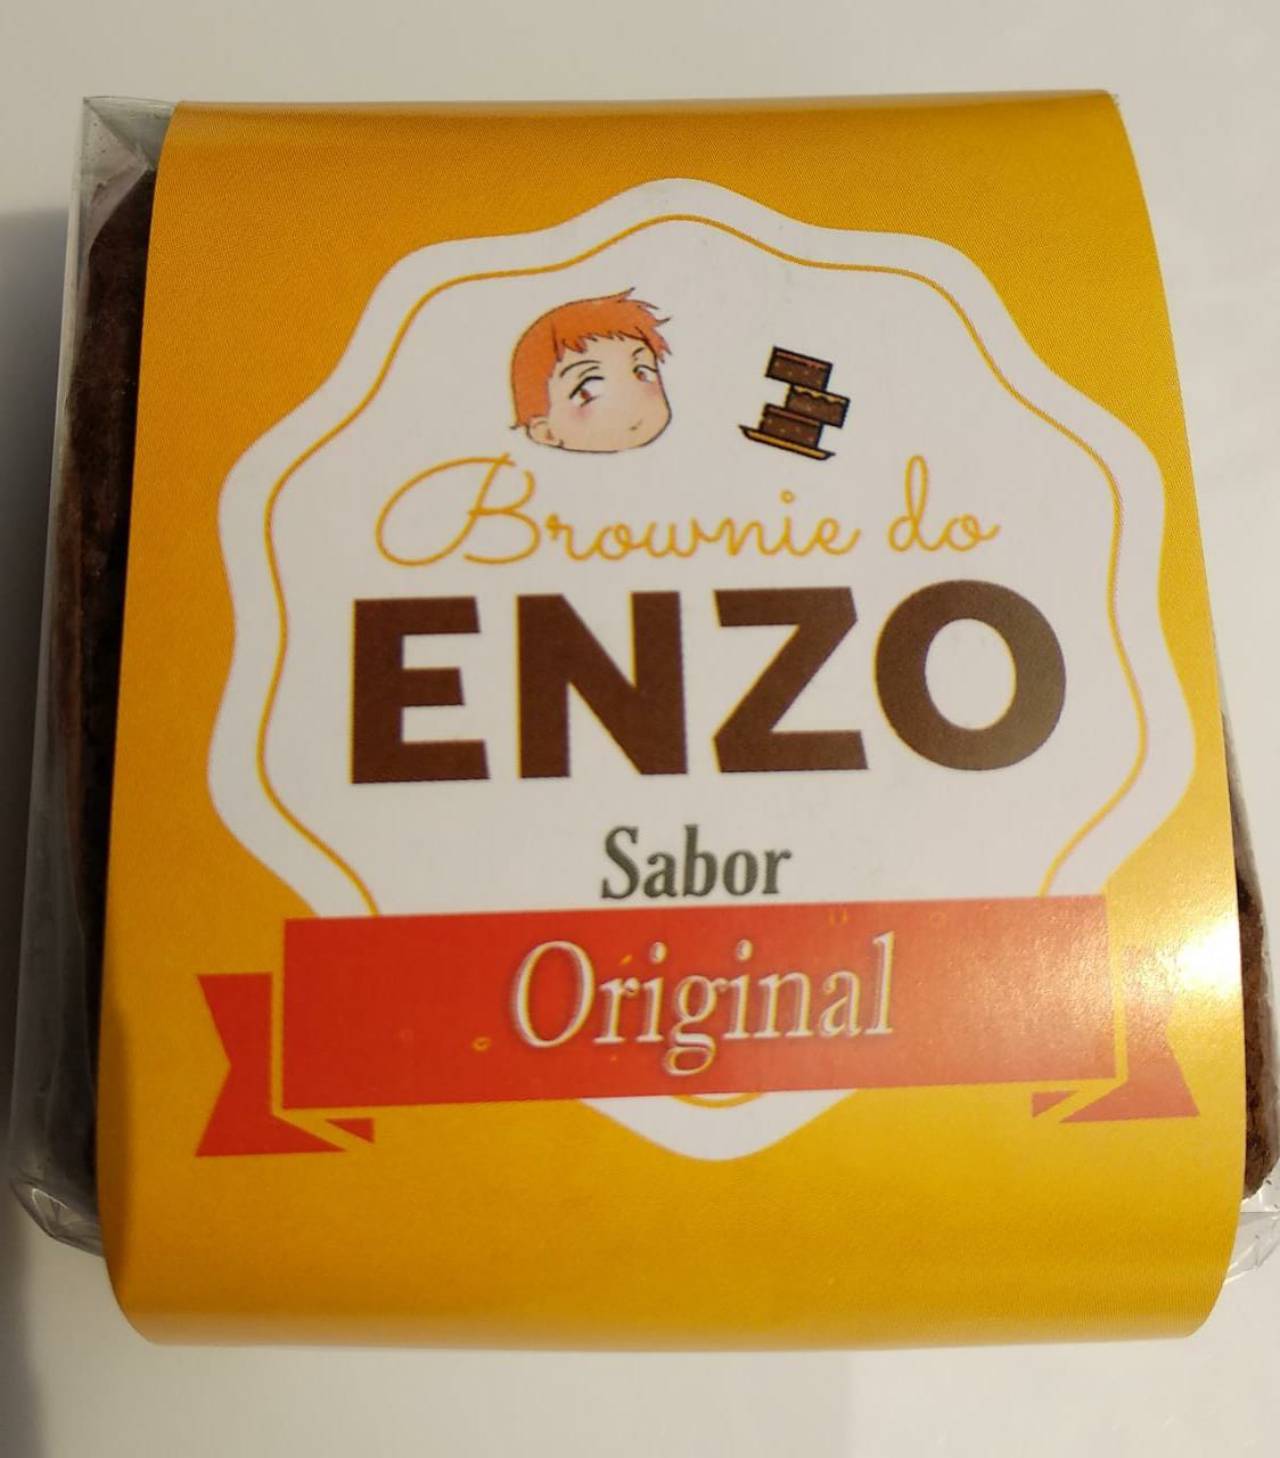 Brownie do
ENZO
Sabor
Original